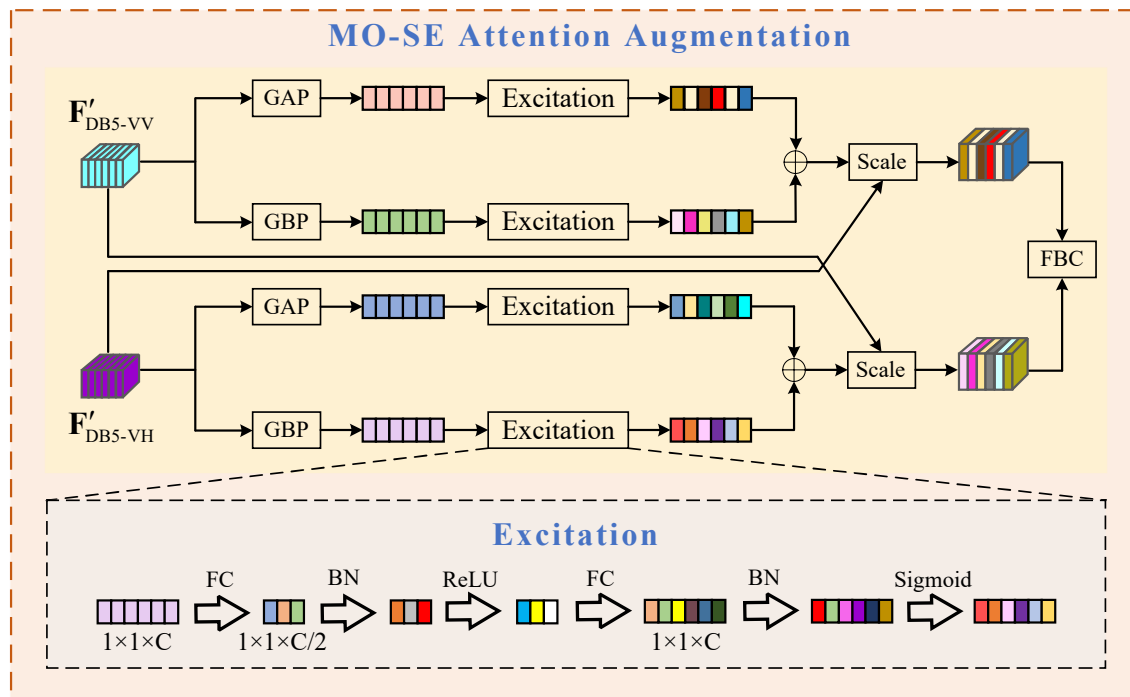 MO-SE Attention Augmentation
F′DB5-VV
GAP
Excitation
Scale
GBP
Excitation
FBC
GAP
Excitation
Scale
F′DB5-VH
GBP
Excitation
Excitation
FC
BN
ReLU
FC
BN
Sigmoid
1×1×C
1×1×C/2
1×1×C